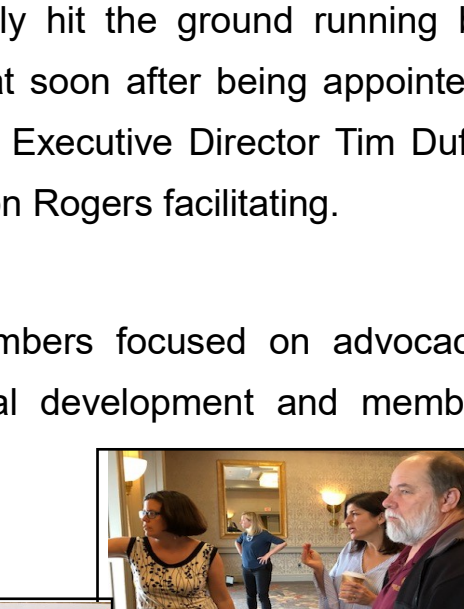 ly hit the ground running b
at soon after being appointe
Executive Director Tim Duf
on Rogers facilitating.
mbers focused on advocac
al development and memb